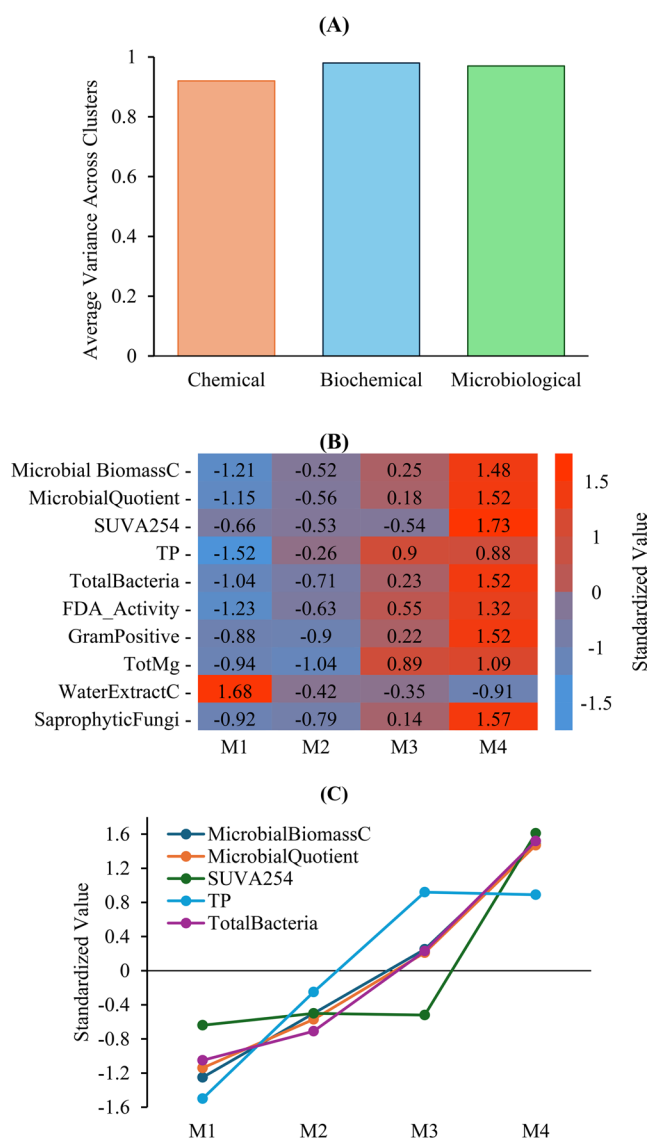 (A)
Average Variance Across Clusters
1
0.8
0.6
0.4
0.2
0
Chemical Biochemical Microbiological
(B)
Microbial BiomassC - -1.21 -0.52 0.25 1.48
MicrobialQuotient - -1.15 -0.56 0.18 1.52
SUVA254 - -0.66 -0.53 -0.54 1.73
TP - -1.52 -0.26 0.9 0.88
TotalBacteria - -1.04 -0.71 0.23 1.52
FDA_Activity - -1.23 -0.63 0.55 1.32
GramPositive - -0.88 -0.9 0.22 1.52
TotMg - -0.94 -1.04 0.89 1.09
WaterExtractC - 1.68 -0.42 -0.35 -0.91
SaprophyticFungi - -0.92 -0.79 0.14 1.57
M1 M2 M3 M4
1.5
1
0
-1
-1.5
Standardized Value
(C)
Standardized Value
1.6
1.2
0.8
0.4
0
-0.4
-0.8
-1.2
-1.6
MicrobialBiomassC
MicrobialQuotient
SUVA254
TP
TotalBacteria
M1 M2 M3 M4